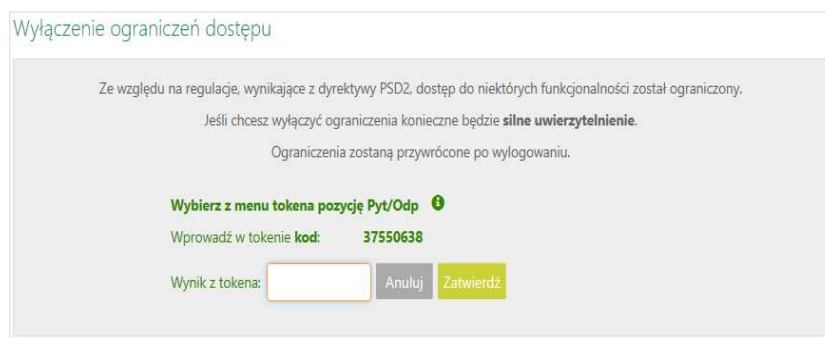 Wyłączenie ograniczeń dostępu
Ze względu na regulacje, wynikające z dyrektywy PSD2, dostęp do niektórych funkcjonalności został ograniczony.
Jeśli chcesz wyłączyć ograniczenia konieczne będzie silne uwierzytelnienie.
Ograniczenia zostaną przywrócone po wylogowaniu.
Wybierz z menu tokena pozycję Pyt/Odp
Wprowadź w tokenie kod: 37550638
Wynik z tokena: Anuluj Zatwierdź